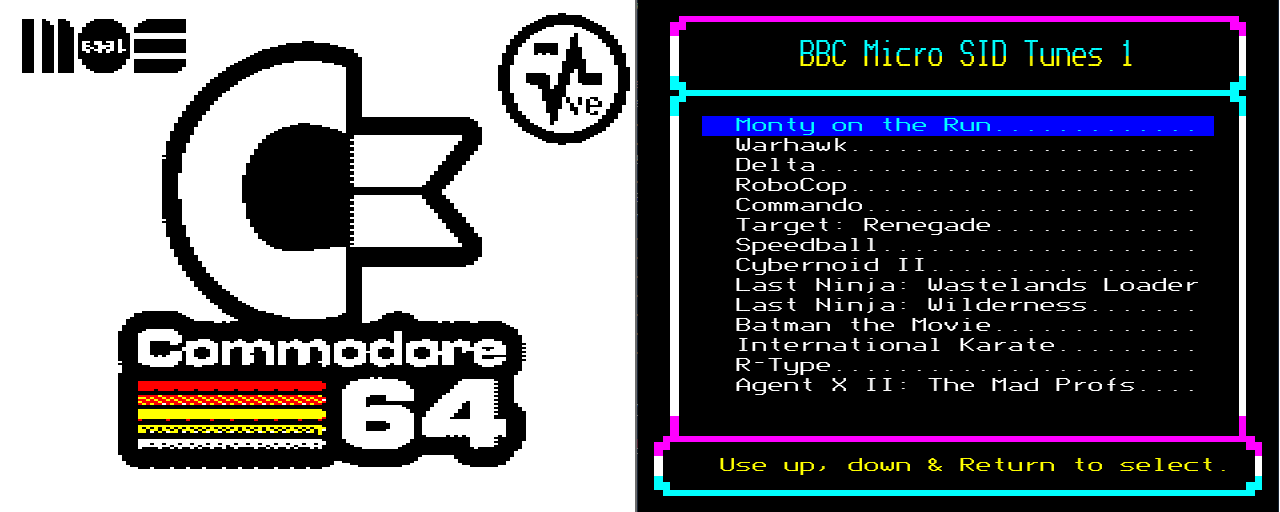 ve
Commodore
64
BBC Micro SID Tunes 1
Monty on the Run.............
Warhawk......................
Delta........................
RoboCop......................
Commando.....................
Target: Renegade.............
Speedball....................
Cybernoid II.................
Last Ninja: Wastelands Loader
Last Ninja: Wilderness.......
Batman the Movie.............
International Karate.........
R-Type.......................
Agent X II: The Mad Profs....
Use up, down & Return to select.